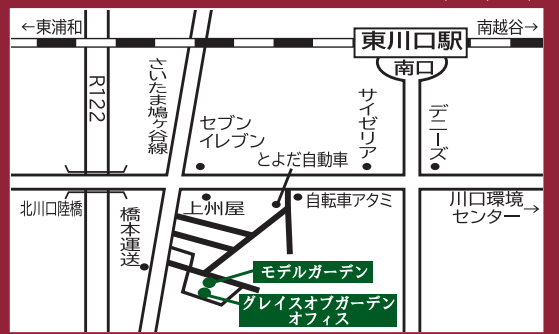 ←東浦和
南越谷→
東川口駅
南口
R122
さいたま鳩ヶ谷線
セブン
イレブン
サイゼリア
デニーズ
とよだ自動車
北川口陸橋
橋本運送
上州屋
自転車アタミ
川口環境
センター→
モデルガーデン
グレイスオブガーデン
オフィス